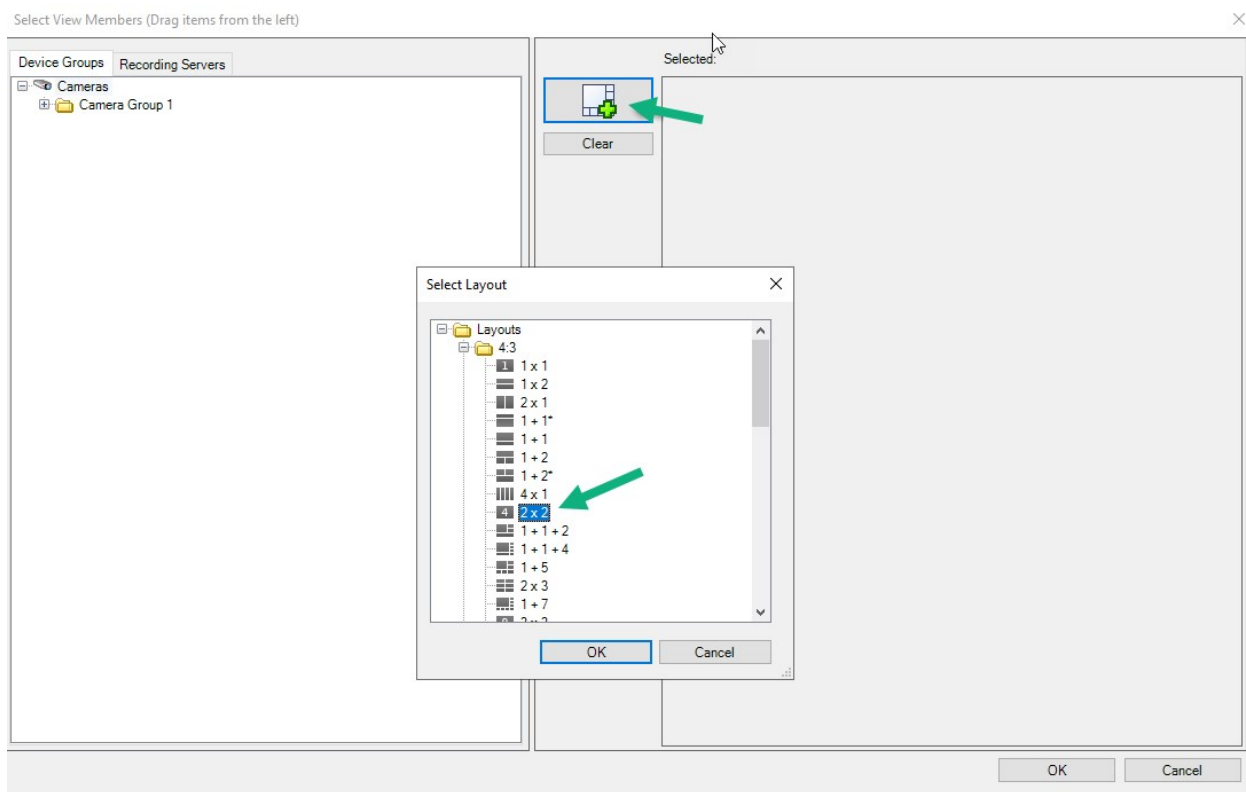 Select View Members (Drag items from the left)
Device Groups
Recording Servers
Selected:
Cameras
Camera Group 1
Clear
Select Layout
Layouts
4:3
1 1 x 1
1 x 2
2 x 1
1 + 1*
1 + 1
1 + 2
1 + 2*
4 x 1
4 2 x 2
1 + 1 + 2
1 + 1 + 4
1 + 5
2 x 3
1 + 7
OK
Cancel
OK
Cancel